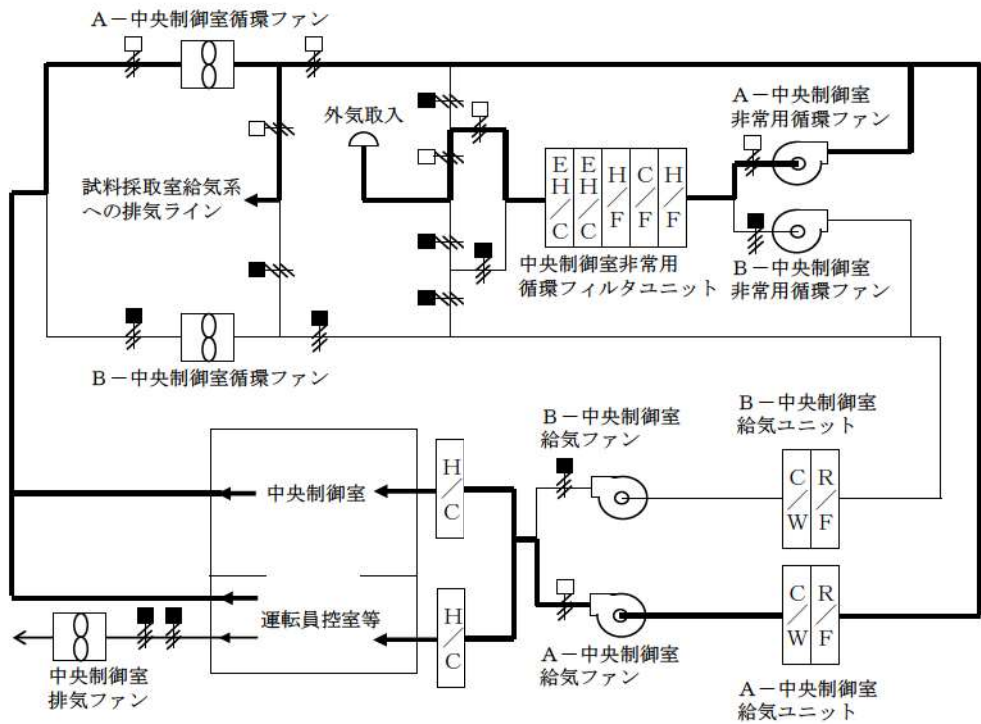 A－中央制御室循環ファン
外気取入
A－中央制御室
非常用循環ファン
試料採取室給気系
への排気ライン
EH/C
EH/C
H/F
C/F
H/F
中央制御室非常用
循環フィルタユニット
B－中央制御室
非常用循環ファン
B－中央制御室循環ファン
B－中央制御室
給気ファン
B－中央制御室
給気ユニット
H/C
C/W
R/F
中央制御室
運転員控室等
H/C
C/W
R/F
中央制御室
排気ファン
A－中央制御室
給気ファン
A－中央制御室
給気ユニット